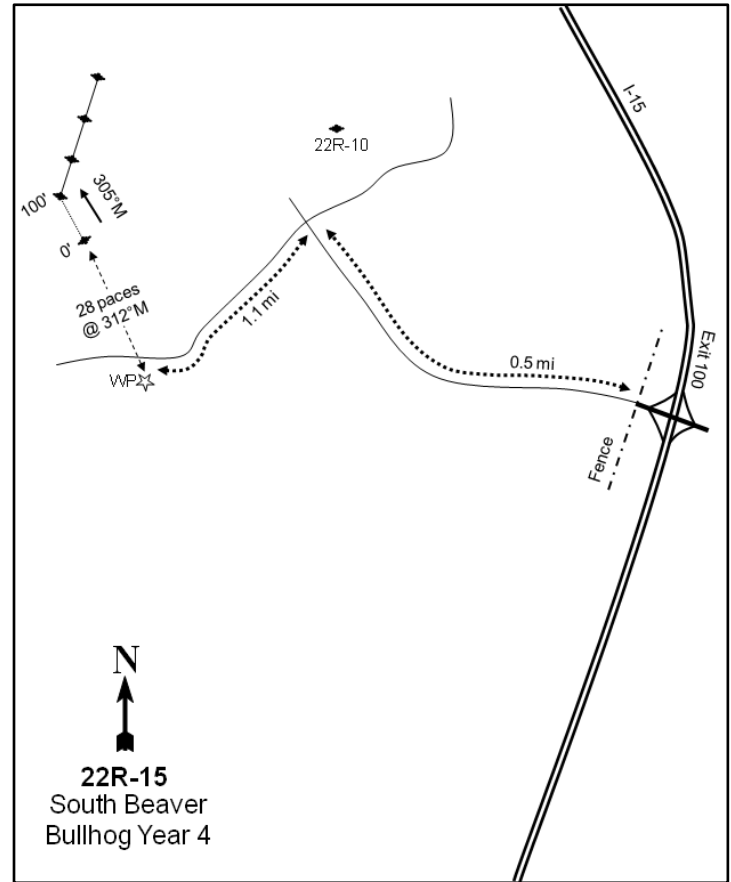 I-15
22R-10
305°M
100'
0'
28 paces
@ 312°M
1.1 mi
WP
0.5 mi
Exit 100
Fence
N
22R-15
South Beaver
Bullhog Year 4